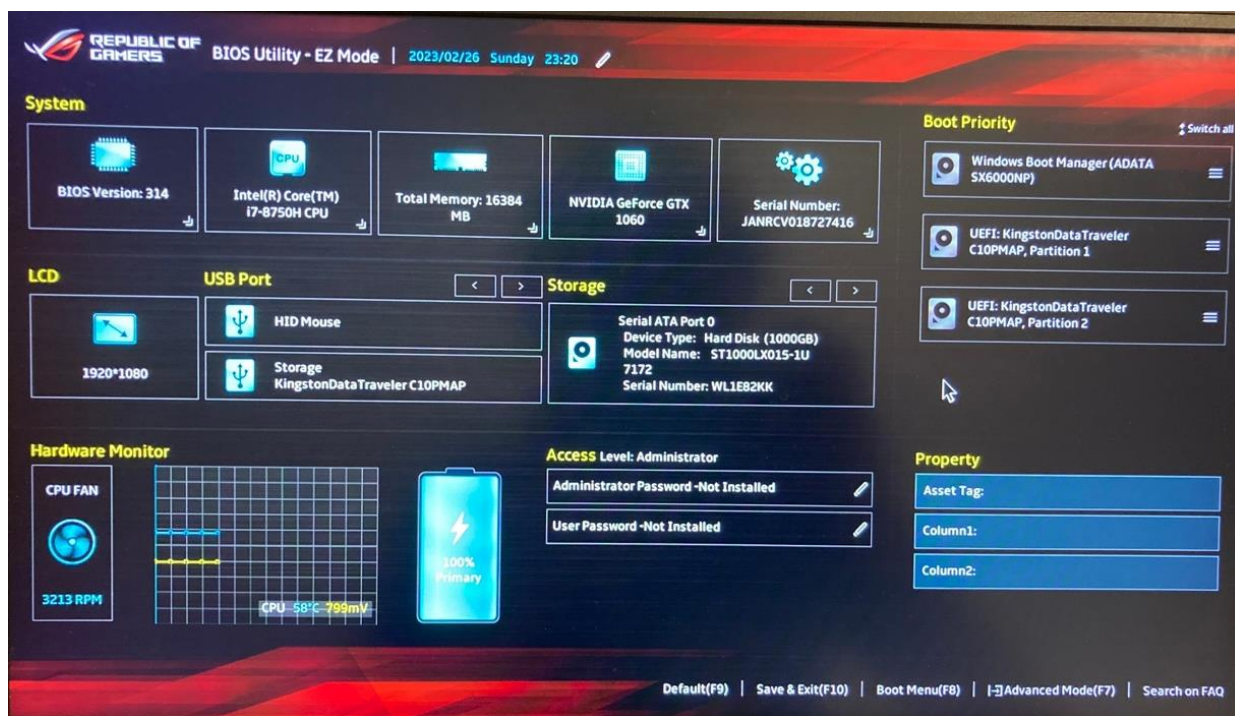 REPUBLIC OF
GAMERS
BIOS Utility - EZ Mode | 2023/02/26 Sunday 23:20
System
BIOS Version: 314
CPU
Intel(R) Core(TM)
i7-8750H CPU
Total Memory: 16384
MB
NVIDIA GeForce GTX
1060
Serial Number:
JANRCV018727416
Boot Priority
Switch all
Windows Boot Manager (ADATA
SX6000NP)
UEFI: KingstonDataTraveler
C10PMAP, Partition 1
UEFI: KingstonDataTraveler
C10PMAP, Partition 2
LCD
1920*1080
USB Port
< >
HID Mouse
Storage
KingstonDataTraveler C10PMAP
Storage
< >
Serial ATA Port 0
Device Type: Hard Disk (1000GB)
Model Name: ST1000LX015-1U
7172
Serial Number: WL1E82KK
Hardware Monitor
CPU FAN
3213 RPM
CPU 58°C 799mV
100%
Primary
Access Level: Administrator
Administrator Password -Not Installed
User Password -Not Installed
Property
Asset Tag:
Column1:
Column2:
Default(F9) | Save & Exit(F10) | Boot Menu(F8) | Advanced Mode(F7) | Search on FAQ